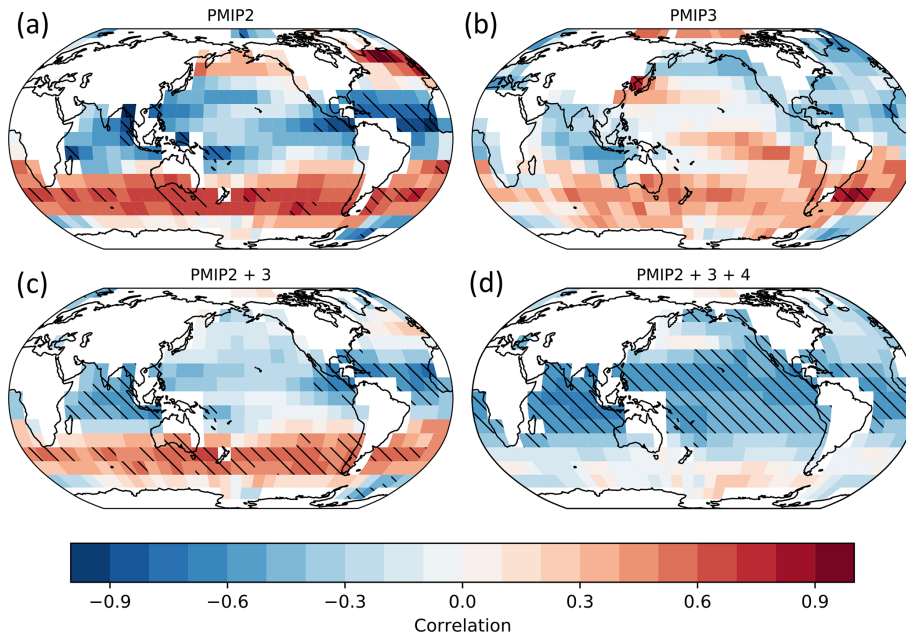 (a) PMIP2
(b) PMIP3
(c) PMIP2 + 3
(d) PMIP2 + 3 + 4
−0.9 −0.6 −0.3 0.0 0.3 0.6 0.9
Correlation